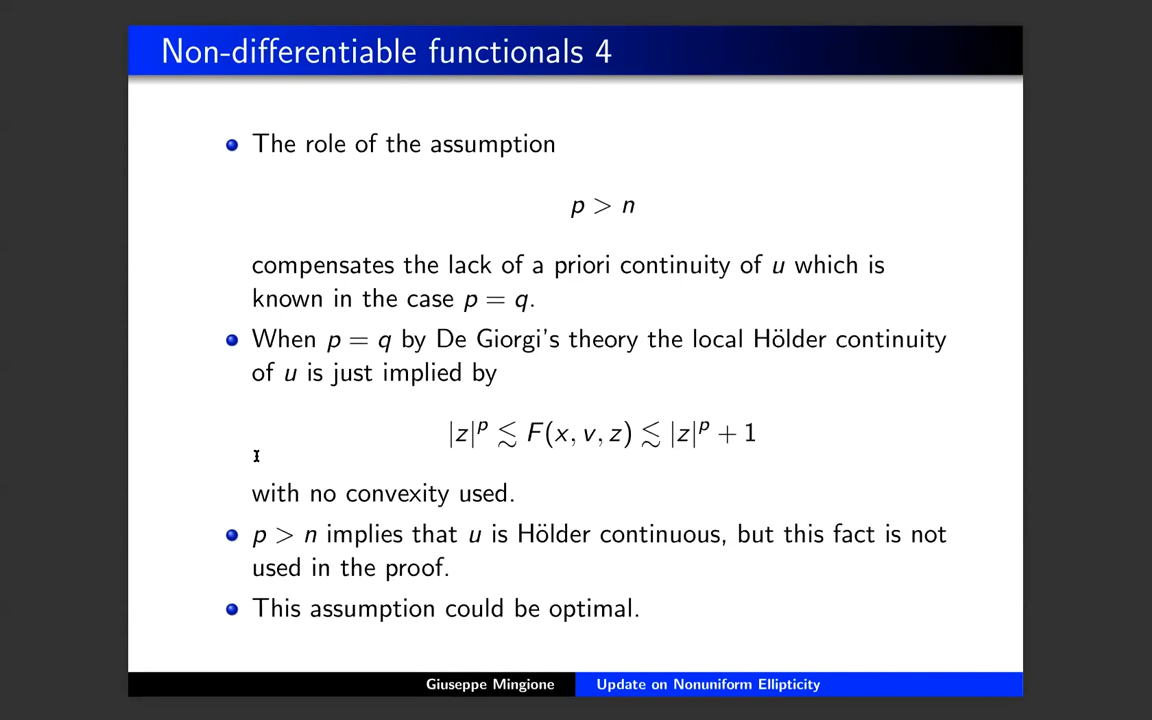 Non-differentiable functionals 4
The role of the assumption
p > n
compensates the lack of a priori continuity of u which is
known in the case p = q.
When p = q by De Giorgi's theory the local Hölder continuity
of u is just implied by
|z|^p ≲ F(x, v, z) ≲ |z|^p + 1
with no convexity used.
p > n implies that u is Hölder continuous, but this fact is not
used in the proof.
This assumption could be optimal.
Giuseppe Mingione Update on Nonuniform Ellipticity